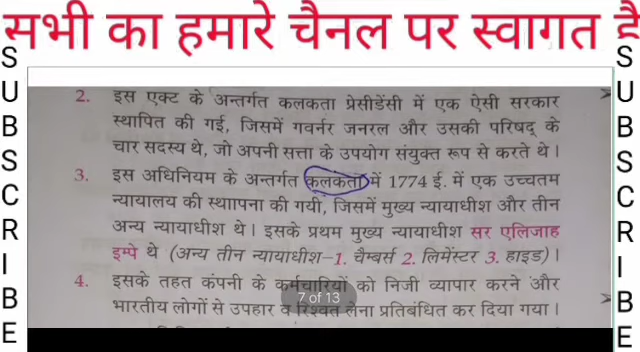 सभी का हमारे चैनल पर स्वागत है
S
U
B
S
C
R
I
B
E
2. इस एक्ट के अन्तर्गत कलकता प्रेसीडेंसी में एक ऐसी सरकार
स्थापित की गई, जिसमें गवर्नर जनरल और उसकी परिषद् के
चार सदस्य थे, जो अपनी सत्ता के उपयोग संयुक्त रूप से करते थे।
3. इस अधिनियम के अन्तर्गत कलकता में 1774 ई. में एक उच्चतम
न्यायालय की स्थाापना की गयी, जिसमें मुख्य न्यायाधीश और तीन
अन्य न्यायाधीश थे। इसके प्रथम मुख्य न्यायाधीश सर एलिजाह
इम्पे थे (अन्य तीन न्यायाधीश–1. चैम्बर्स 2. लिमेंस्टर 3. हाइड)।
4. इसके तहत कंपनी के कर्मचारियों को निजी व्यापार करने और
भारतीय लोगों से उपहार व रिश्वत लेना प्रतिबंधित कर दिया गया।
7 of 13
S
U
B
S
C
R
I
B
E